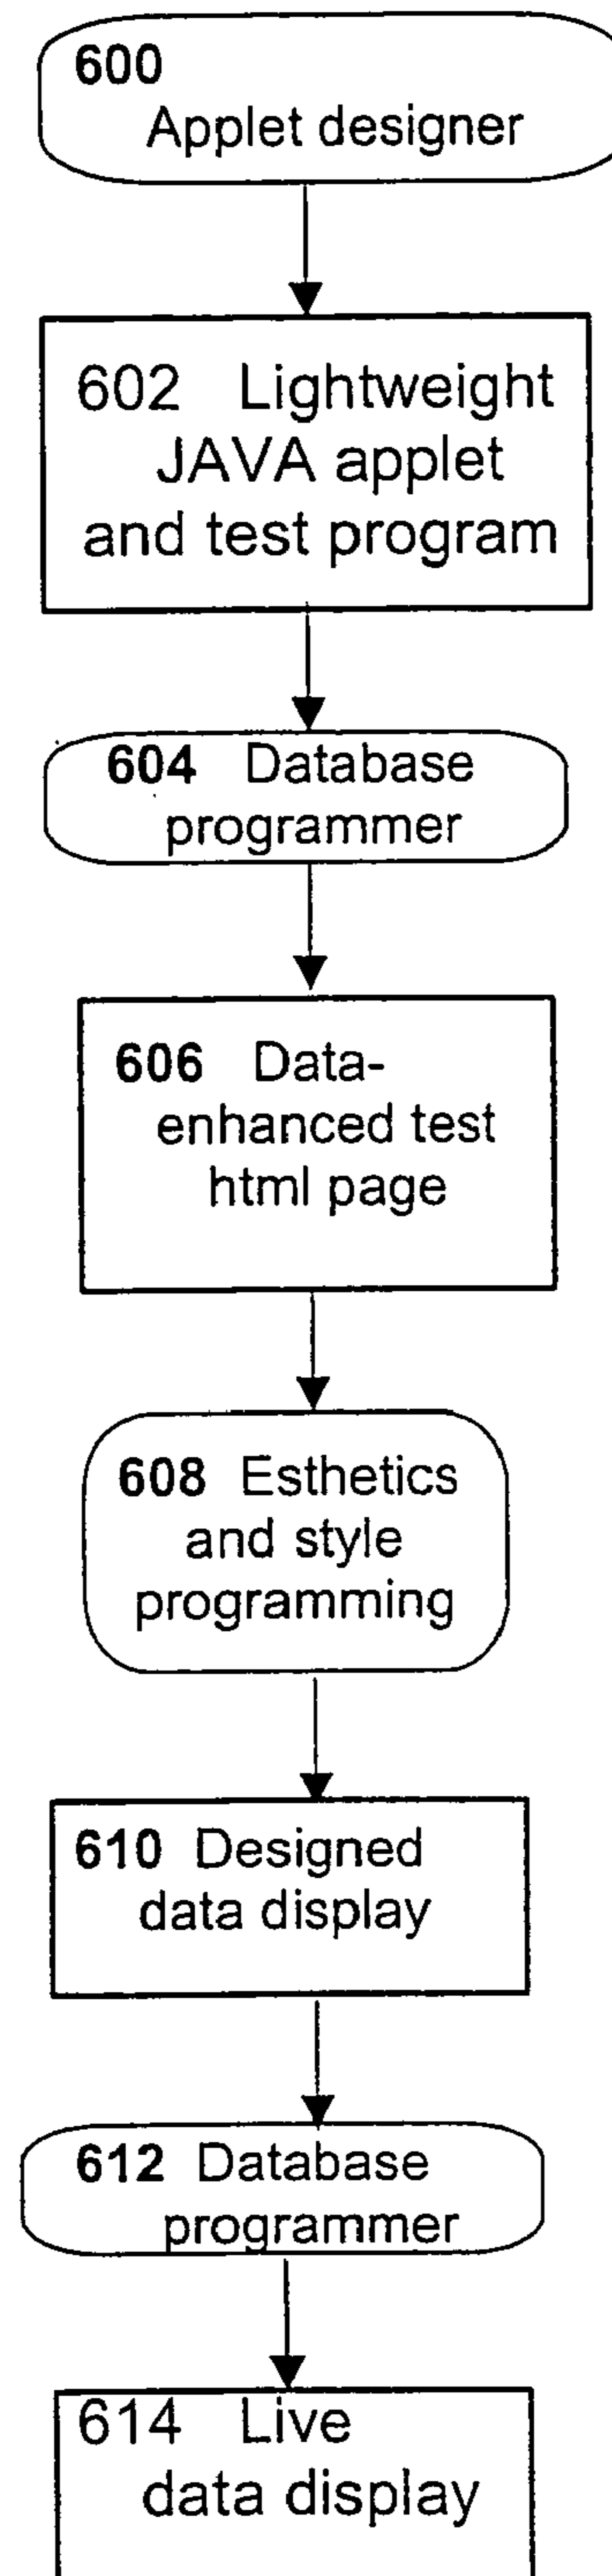 600
Applet designer
602 Lightweight
JAVA applet
and test program
604 Database
programmer
606 Data-
enhanced test
html page
608 Esthetics
and style
programming
610 Designed
data display
612 Database
programmer
614 Live
data display